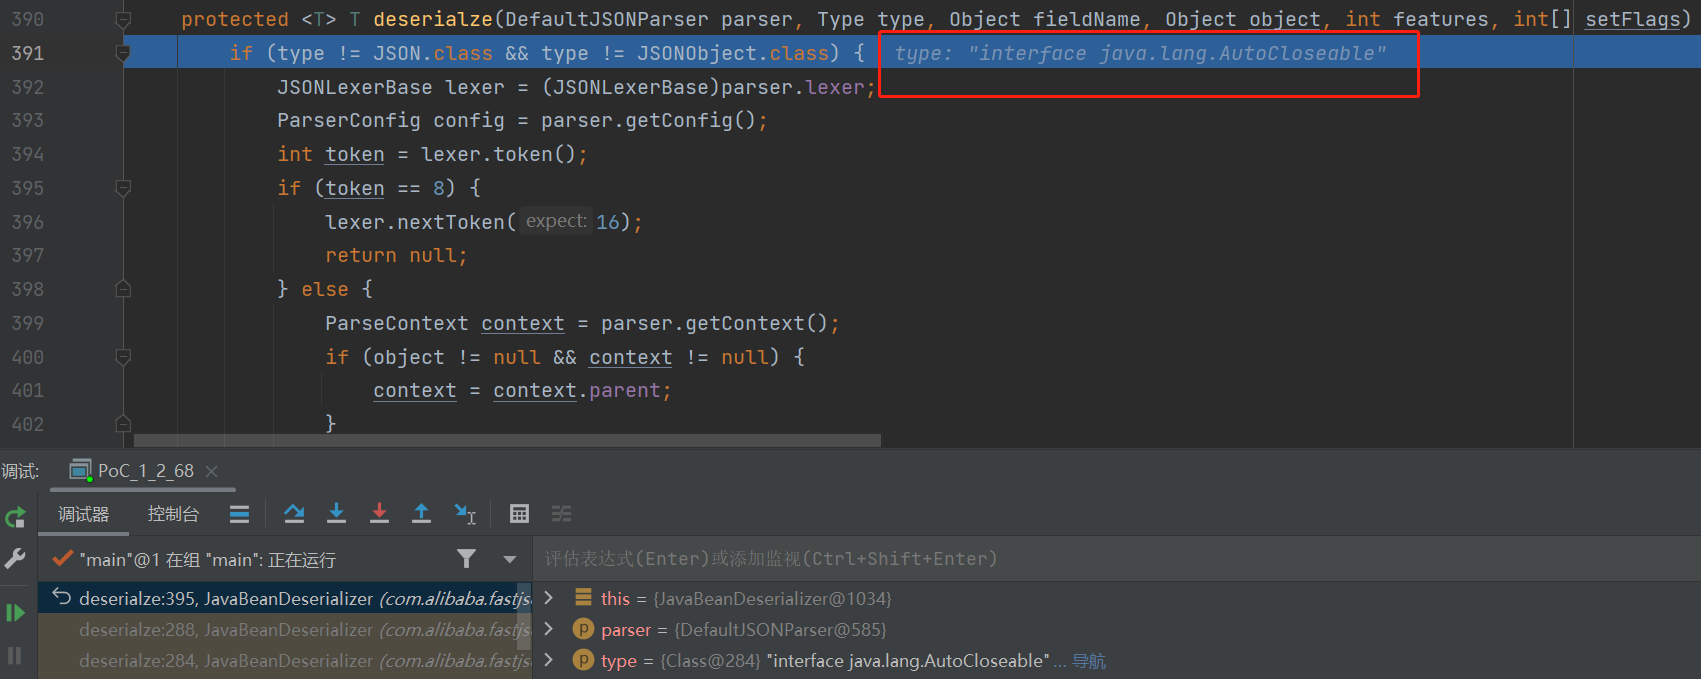 390 protected <T> T deserialze(DefaultJSONParser parser, Type type, Object fieldName, Object object, int features, int[] setFlags)
391 if (type != JSON.class && type != JSONObject.class) { type: "interface java.lang.AutoCloseable"
392 JSONLexerBase lexer = (JSONLexerBase)parser.lexer;
393 ParserConfig config = parser.getConfig();
394 int token = lexer.token();
395 if (token == 8) {
396 lexer.nextToken( expect: 16);
397 return null;
398 } else {
399 ParseContext context = parser.getContext();
400 if (object != null && context != null) {
401 context = context.parent;
402 }
调试: PoC_1_2_68
调试器 控制台
"main"@1 在组 "main": 正在运行
评估表达式(Enter)或添加监视(Ctrl+Shift+Enter)
deserialze:395, JavaBeanDeserializer (com.alibaba.fastjs
this = {JavaBeanDeserializer@1034}
deserialze:288, JavaBeanDeserializer (com.alibaba.fastjs
p parser = {DefaultJSONParser@585}
deserialze:284, JavaBeanDeserializer (com.alibaba.fastjs
p type = {Class@284} "interface java.lang.AutoCloseable" ... 导航